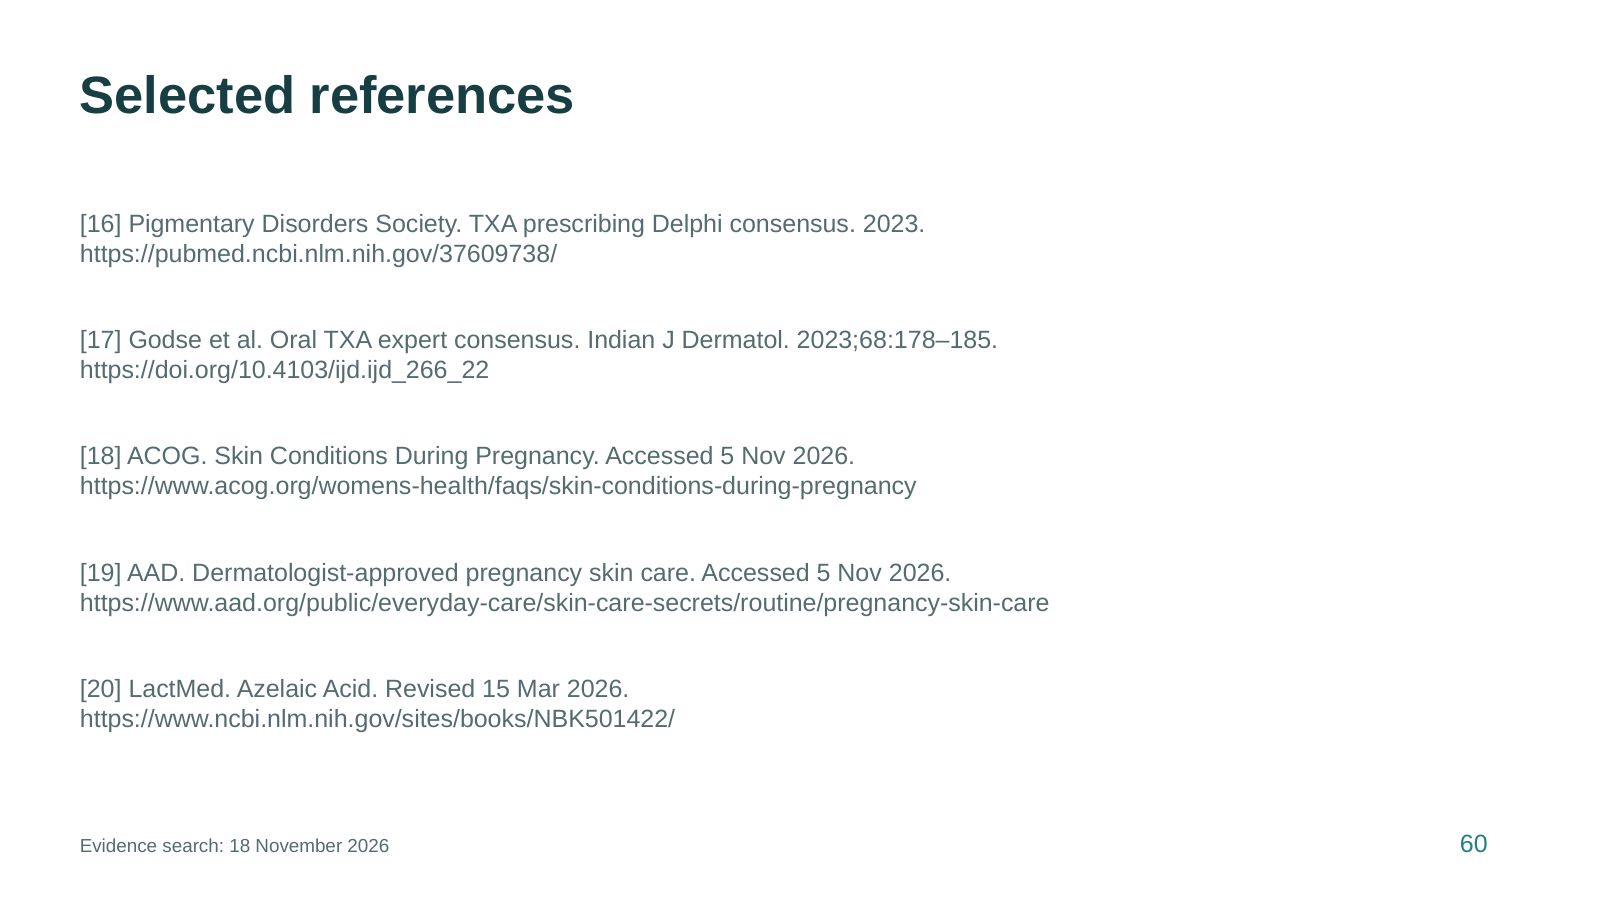 Selected references
[16] Pigmentary Disorders Society. TXA prescribing Delphi consensus. 2023.
https://pubmed.ncbi.nlm.nih.gov/37609738/
[17] Godse et al. Oral TXA expert consensus. Indian J Dermatol. 2023;68:178–185.
https://doi.org/10.4103/ijd.ijd_266_22
[18] ACOG. Skin Conditions During Pregnancy. Accessed 5 Nov 2026.
https://www.acog.org/womens-health/faqs/skin-conditions-during-pregnancy
[19] AAD. Dermatologist-approved pregnancy skin care. Accessed 5 Nov 2026.
https://www.aad.org/public/everyday-care/skin-care-secrets/routine/pregnancy-skin-care
[20] LactMed. Azelaic Acid. Revised 15 Mar 2026.
https://www.ncbi.nlm.nih.gov/sites/books/NBK501422/
Evidence search: 18 November 2026
60